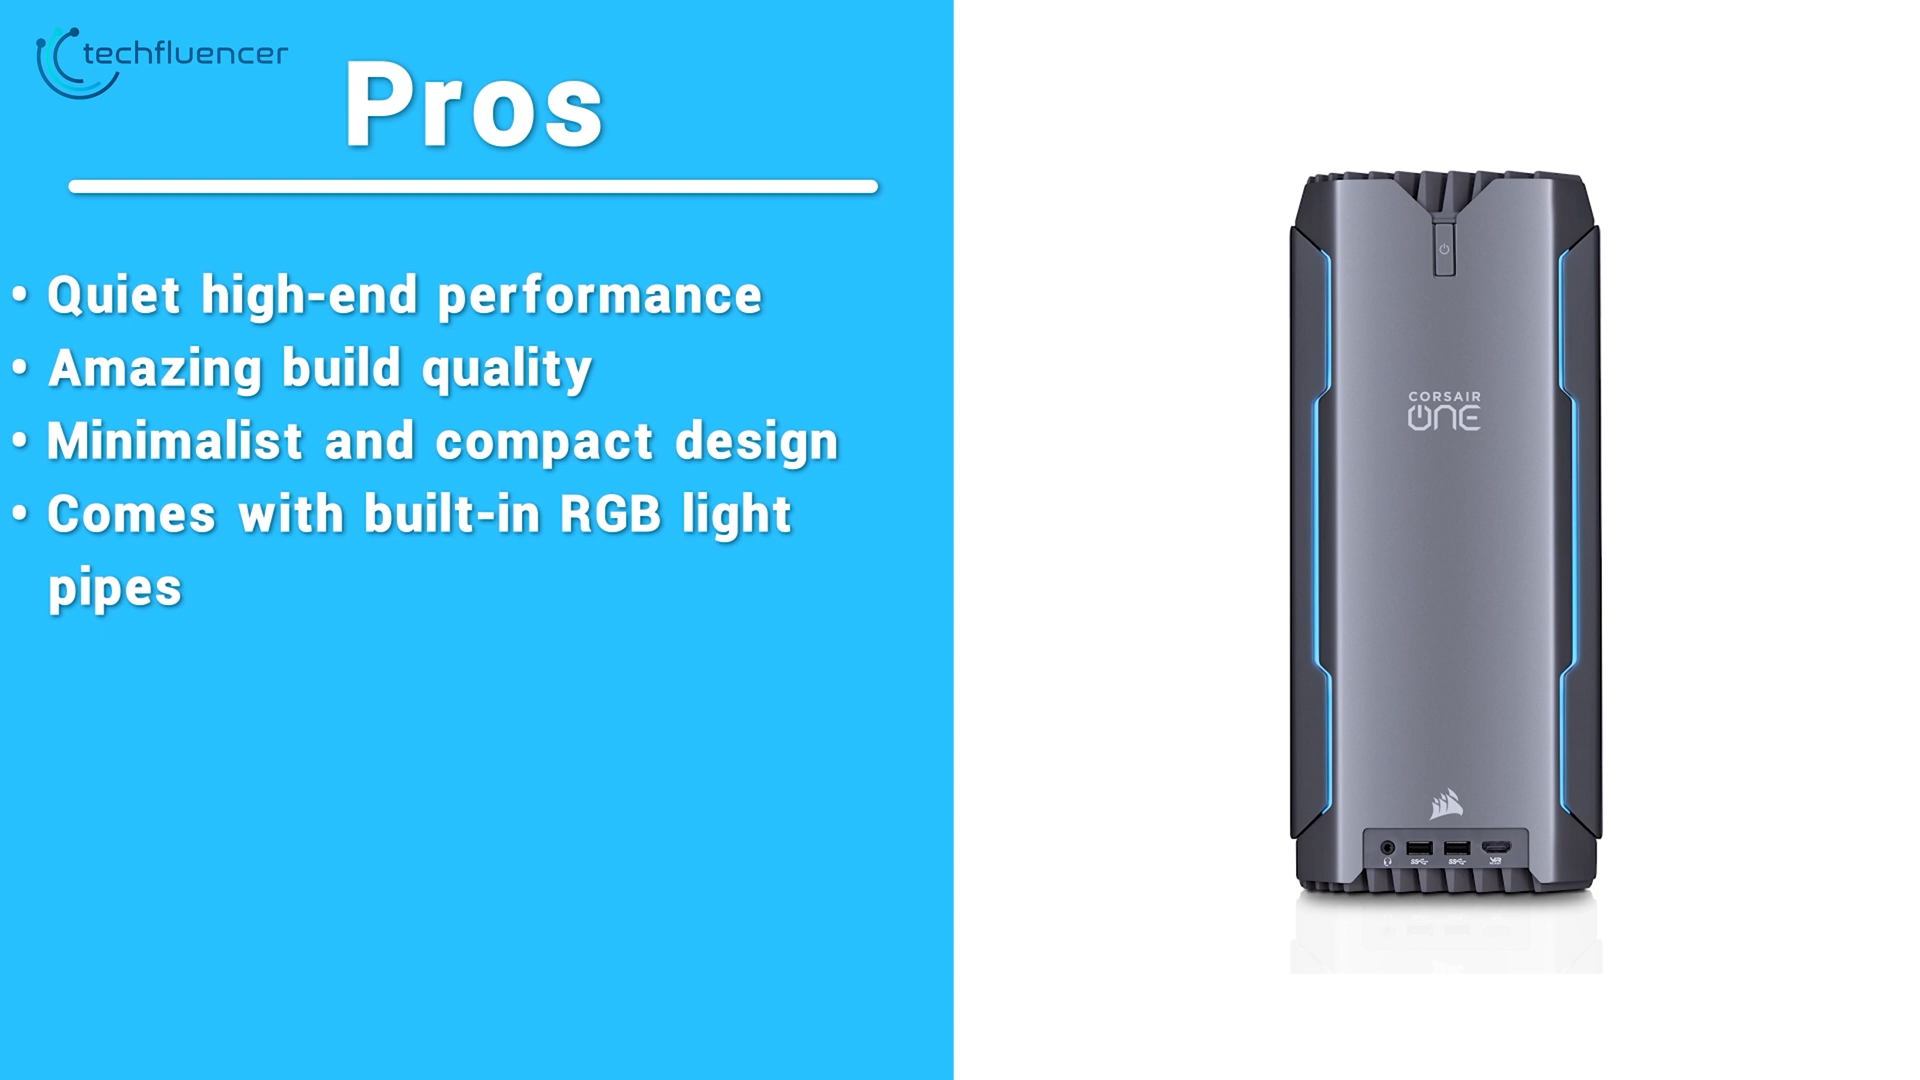 techfluencer
Pros
• Quiet high-end performance
• Amazing build quality
• Minimalist and compact design
• Comes with built-in RGB light
pipes
CORSAIR
ONE